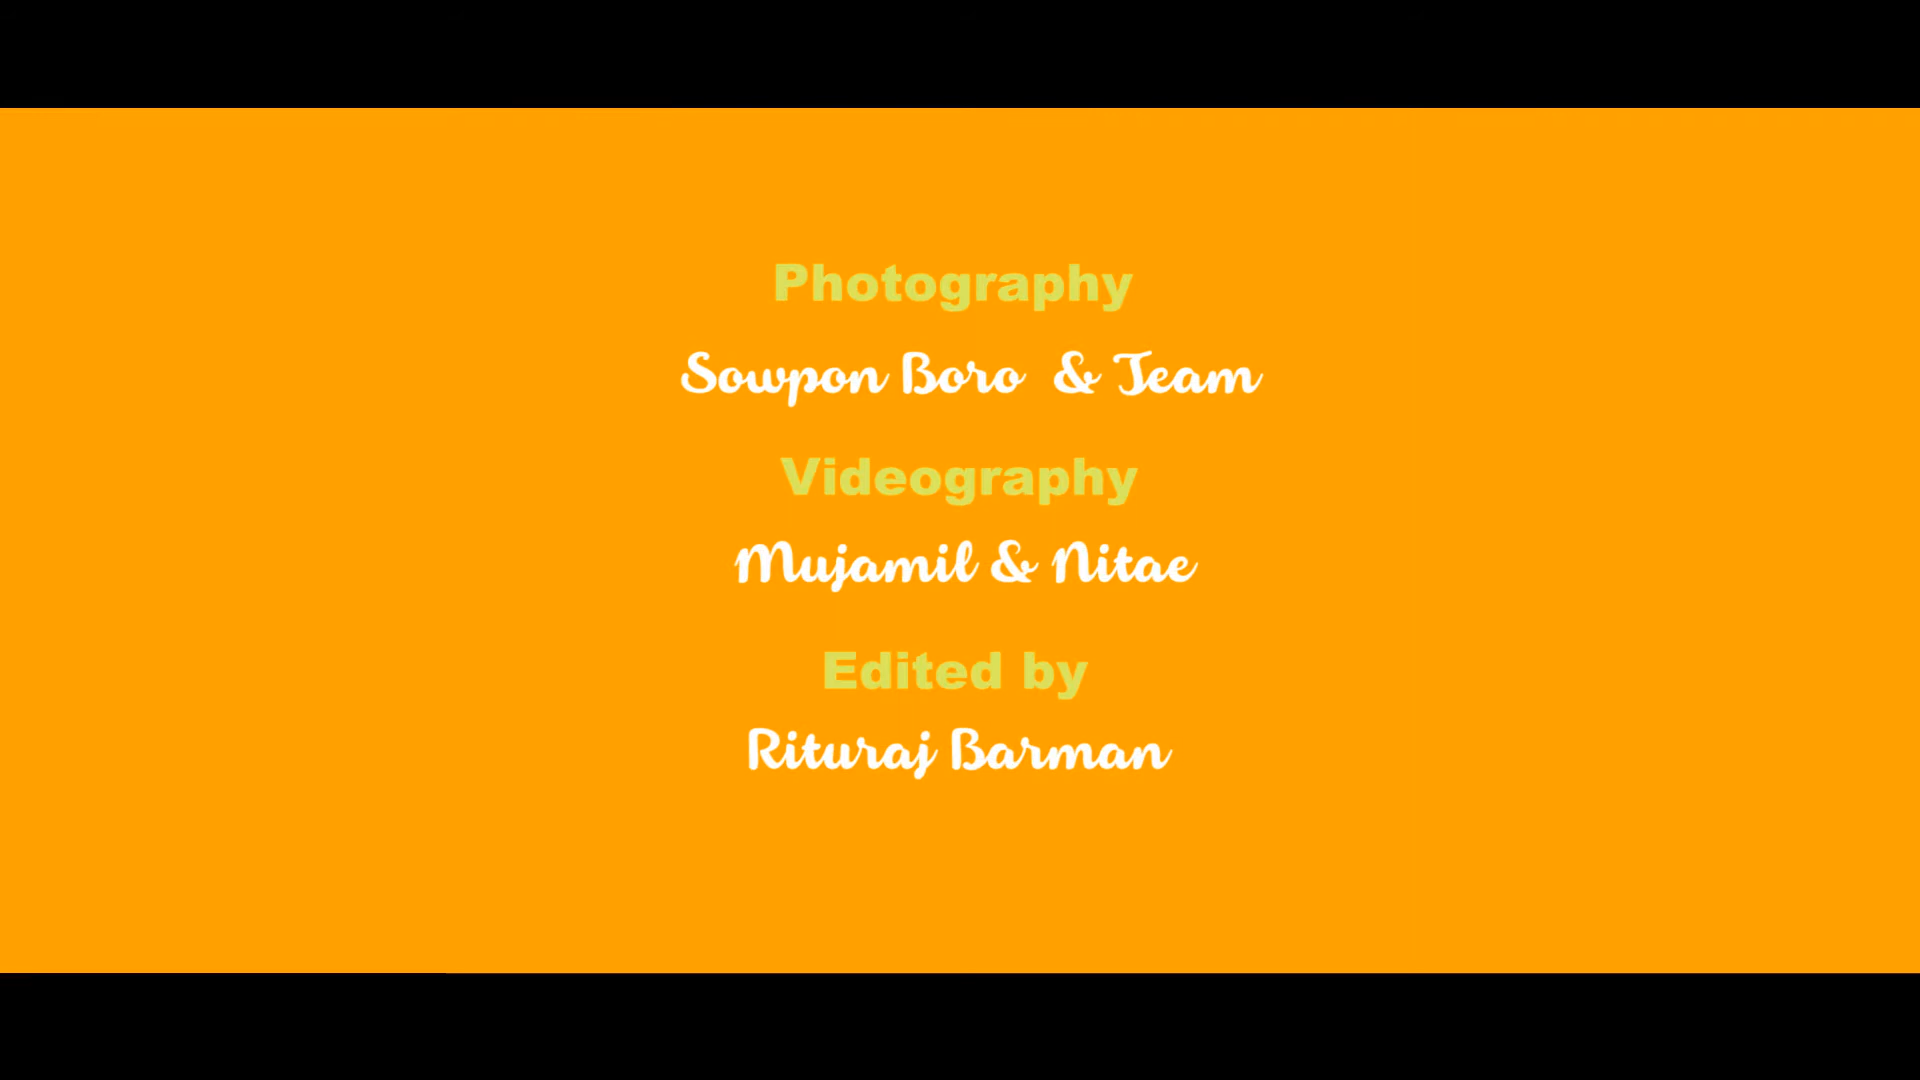 Photography
Sowpon Boro & Team
Videography
Mujamil & Nitae
Edited by
Rituraj Barman